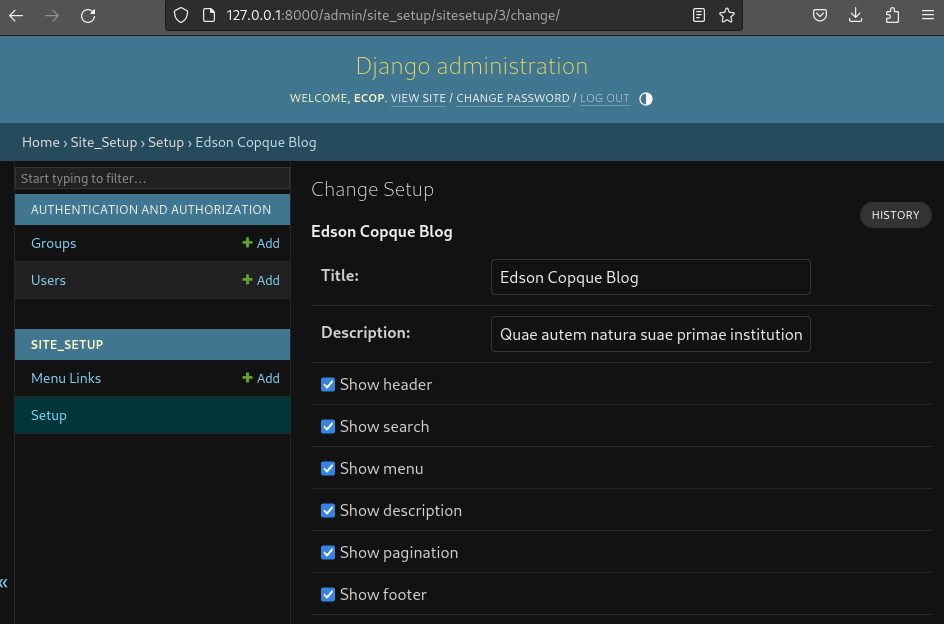 127.0.0.1:8000/admin/site_setup/sitesetup/3/change/
Django administration
WELCOME, ECOP. VIEW SITE / CHANGE PASSWORD / LOG OUT
Home › Site_Setup › Setup › Edson Copque Blog
Start typing to filter…
AUTHENTICATION AND AUTHORIZATION
Groups + Add
Users + Add
SITE_SETUP
Menu Links + Add
Setup
«
Change Setup
HISTORY
Edson Copque Blog
Title: Edson Copque Blog
Description: Quae autem natura suae primae institution
Show header
Show search
Show menu
Show description
Show pagination
Show footer